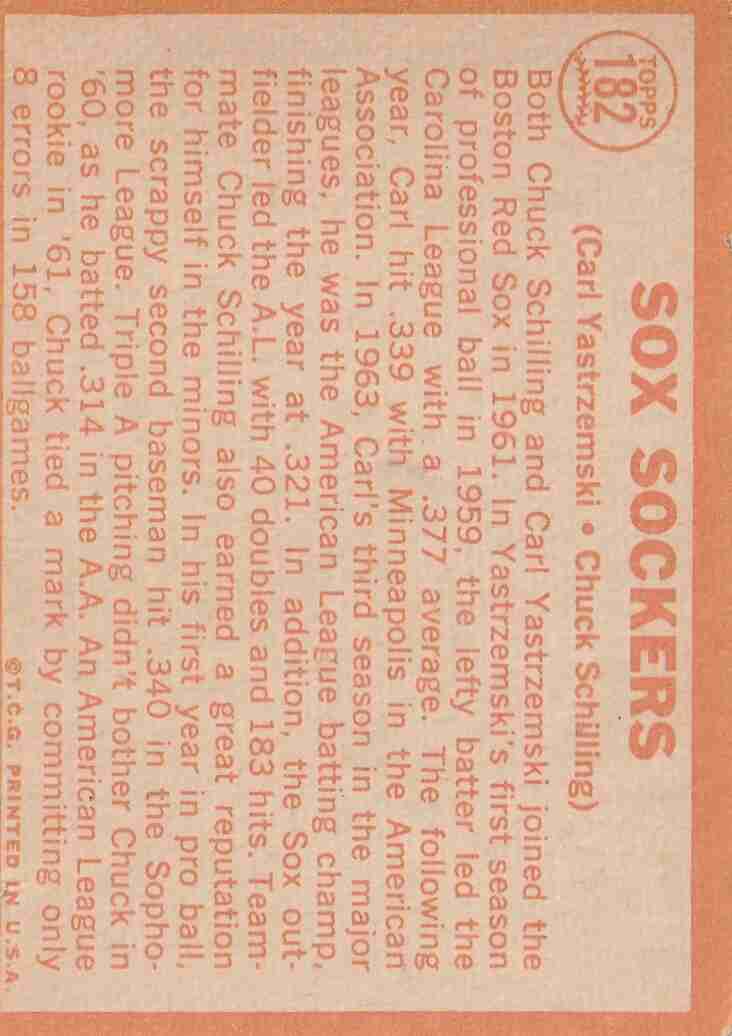 TOPPS
182
SOX SOCKERS
(Carl Yastrzemski • Chuck Schilling)
Both Chuck Schilling and Carl Yastrzemski joined the
Boston Red Sox in 1961. In Yastrzemski's first season
of professional ball in 1959, the lefty batter led the
Carolina League with a .377 average. The following
year, Carl hit .339 with Minneapolis in the American
Association. In 1963, Carl's third season in the major
leagues, he was the American League batting champ,
finishing the year at .321. In addition, the Sox out-
fielder led the A.L. with 40 doubles and 183 hits. Team-
mate Chuck Schilling also earned a great reputation
for himself in the minors. In his first year in pro ball,
the scrappy second baseman hit .340 in the Sopho-
more League. Triple A pitching didn't bother Chuck in
'60, as he batted .314 in the A.A. An American League
rookie in '61, Chuck tied a mark by committing only
8 errors in 158 ballgames.
©T.C.G. PRINTED IN U.S.A.